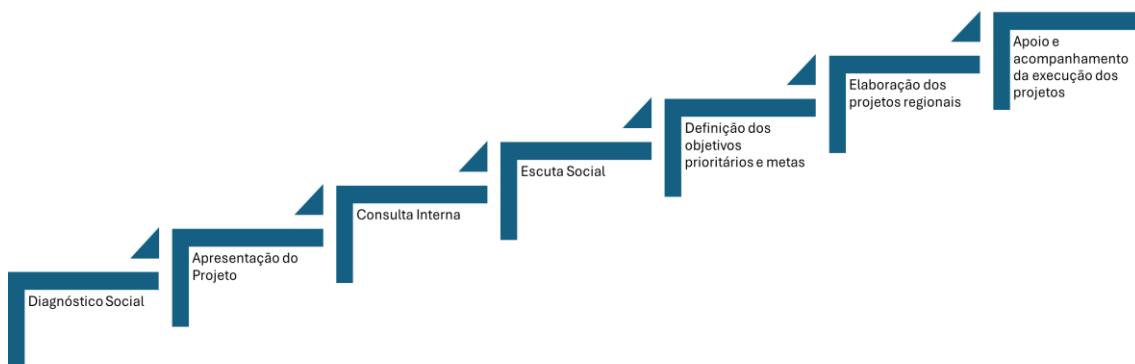 Diagnóstico Social
Apresentação do
Projeto
Consulta Interna
Escuta Social
Definição dos
objetivos
prioritários e metas
Elaboração dos
projetos regionais
Apoio e
acompanhamento
da execução dos
projetos